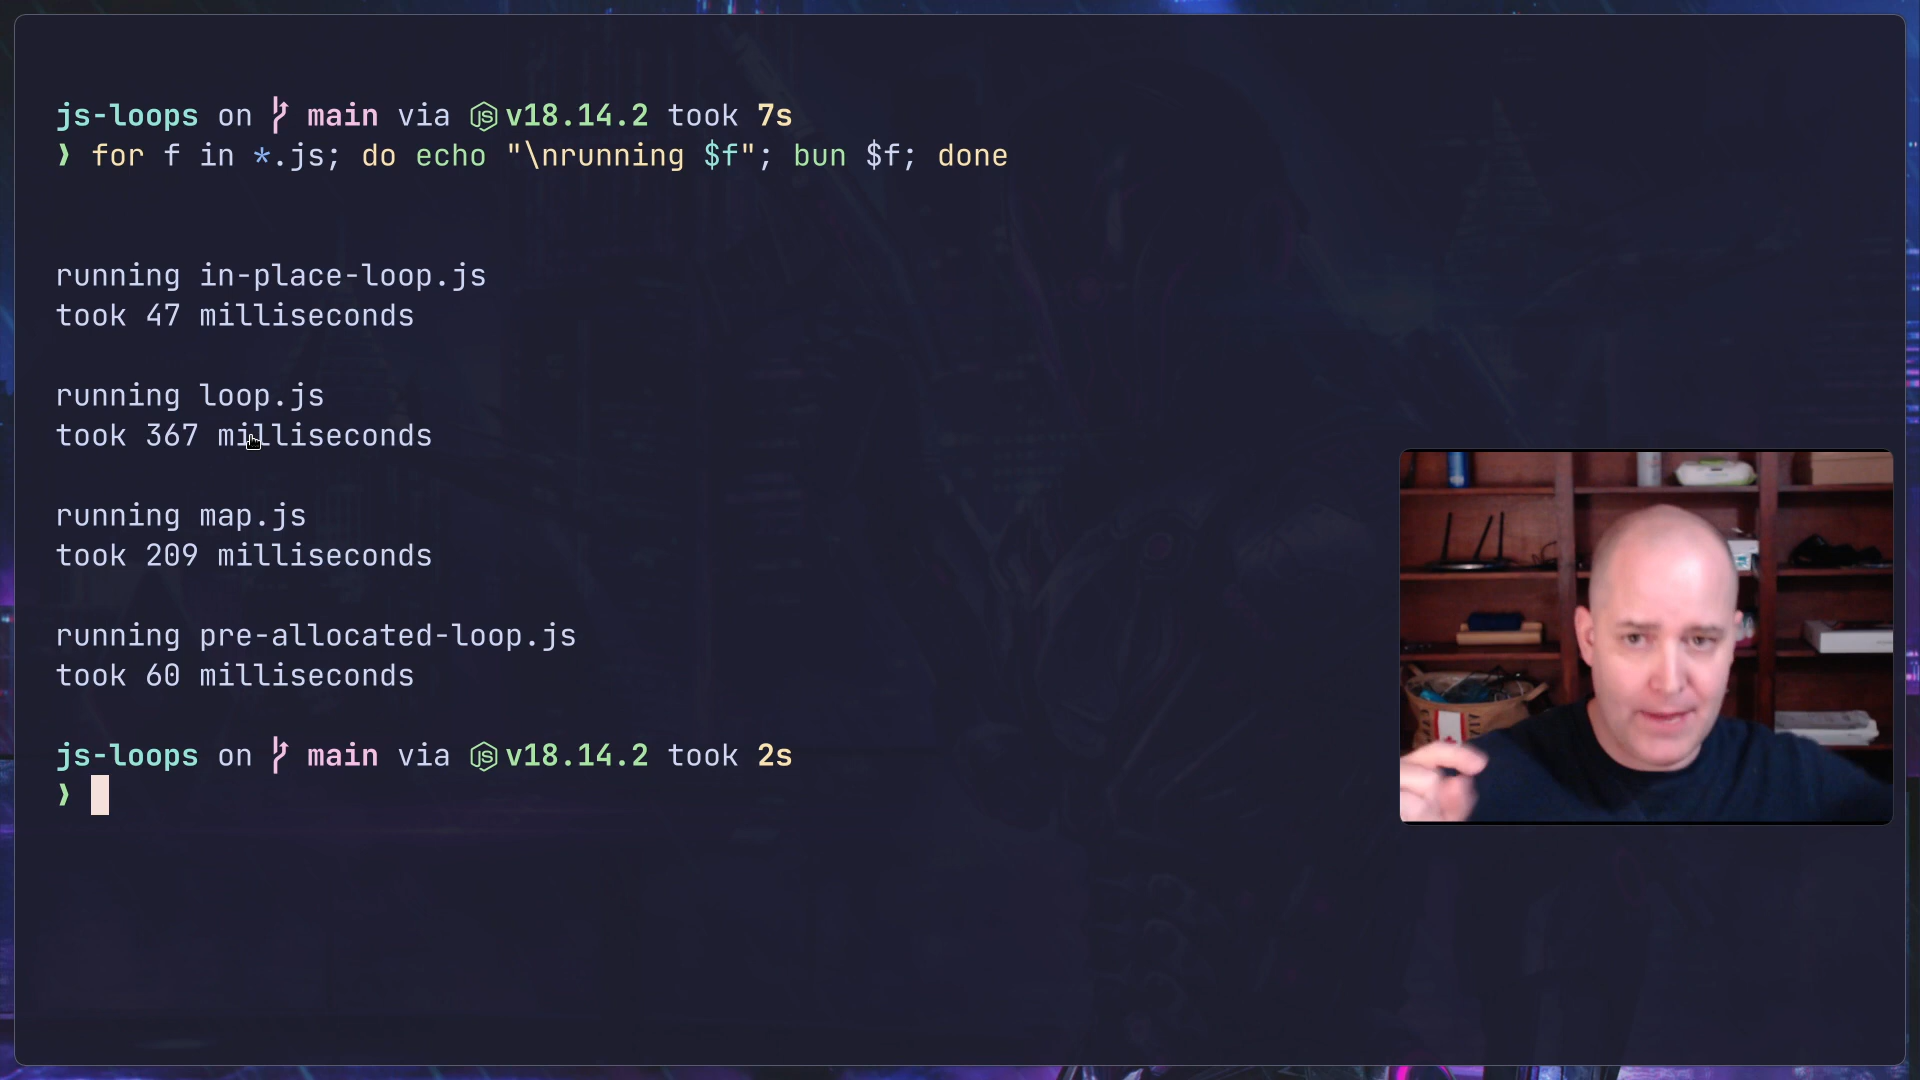 js-loops on main via JS v18.14.2 took 7s
❯ for f in *.js; do echo "\nrunning $f"; bun $f; done
running in-place-loop.js
took 47 milliseconds
running loop.js
took 367 milliseconds
running map.js
took 209 milliseconds
running pre-allocated-loop.js
took 60 milliseconds
js-loops on main via JS v18.14.2 took 2s
❯